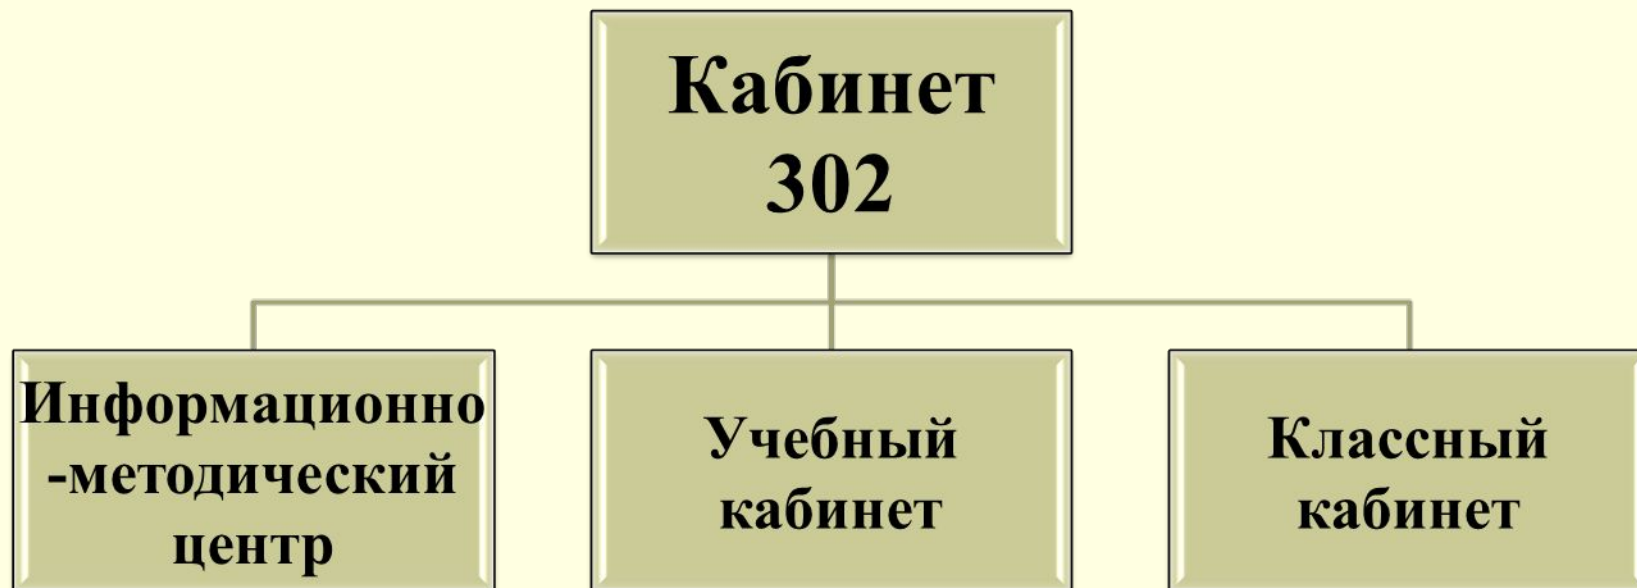 Кабинет
302
Информационно
-методический
центр
Учебный
кабинет
Классный
кабинет